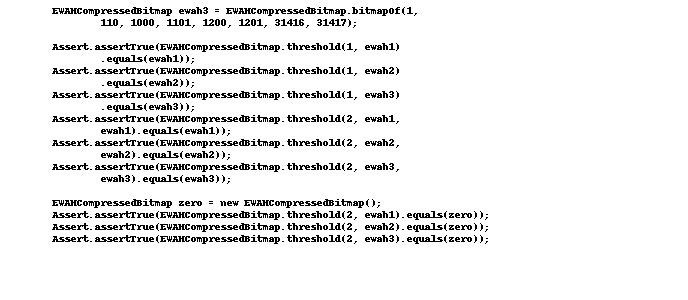 EWAHCompressedBitmap ewah3 = EWAHCompressedBitmap.bitmapOf(1,
110, 1000, 1101, 1200, 1201, 31416, 31417);
Assert.assertTrue(EWAHCompressedBitmap.threshold(1, ewah1)
.equals(ewah1));
Assert.assertTrue(EWAHCompressedBitmap.threshold(1, ewah2)
.equals(ewah2));
Assert.assertTrue(EWAHCompressedBitmap.threshold(1, ewah3)
.equals(ewah3));
Assert.assertTrue(EWAHCompressedBitmap.threshold(2, ewah1,
ewah1).equals(ewah1));
Assert.assertTrue(EWAHCompressedBitmap.threshold(2, ewah2,
ewah2).equals(ewah2));
Assert.assertTrue(EWAHCompressedBitmap.threshold(2, ewah3,
ewah3).equals(ewah3));
EWAHCompressedBitmap zero = new EWAHCompressedBitmap();
Assert.assertTrue(EWAHCompressedBitmap.threshold(2, ewah1).equals(zero));
Assert.assertTrue(EWAHCompressedBitmap.threshold(2, ewah2).equals(zero));
Assert.assertTrue(EWAHCompressedBitmap.threshold(2, ewah3).equals(zero));